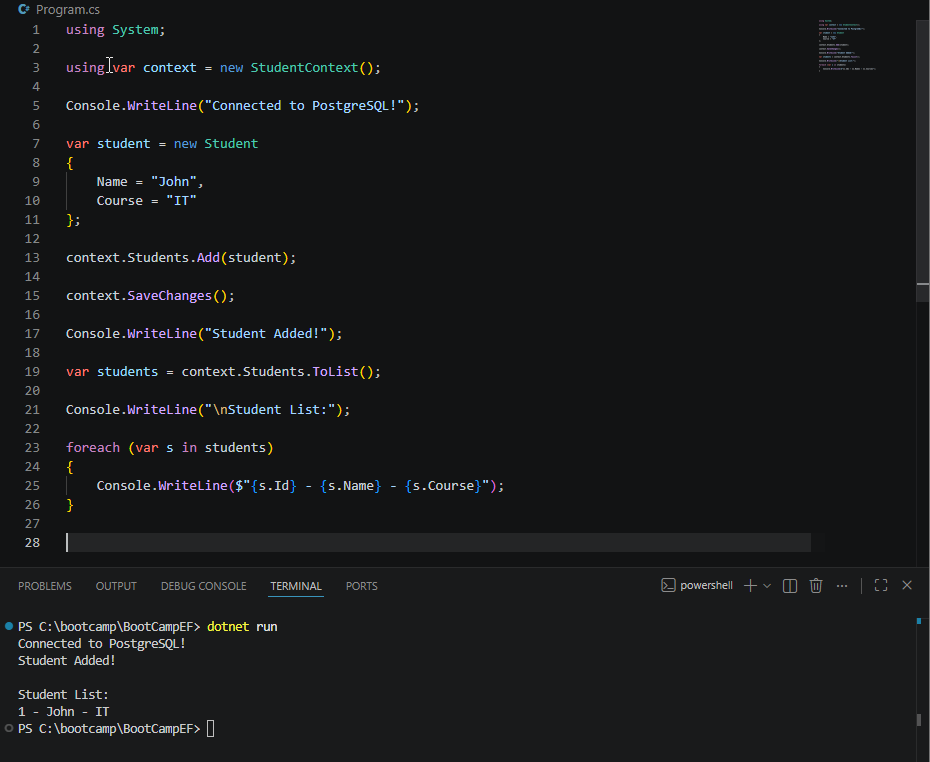 Program.cs
1 using System;
2
3 using var context = new StudentContext();
4
5 Console.WriteLine("Connected to PostgreSQL!");
6
7 var student = new Student
8 {
9     Name = "John",
10     Course = "IT"
11 };
12
13 context.Students.Add(student);
14
15 context.SaveChanges();
16
17 Console.WriteLine("Student Added!");
18
19 var students = context.Students.ToList();
20
21 Console.WriteLine("\nStudent List:");
22
23 foreach (var s in students)
24 {
25     Console.WriteLine($"{s.Id} - {s.Name} - {s.Course}");
26 }
27
28
PROBLEMS OUTPUT DEBUG CONSOLE TERMINAL PORTS powershell
PS C:\bootcamp\BootCampEF> dotnet run
Connected to PostgreSQL!
Student Added!
Student List:
1 - John - IT
PS C:\bootcamp\BootCampEF>